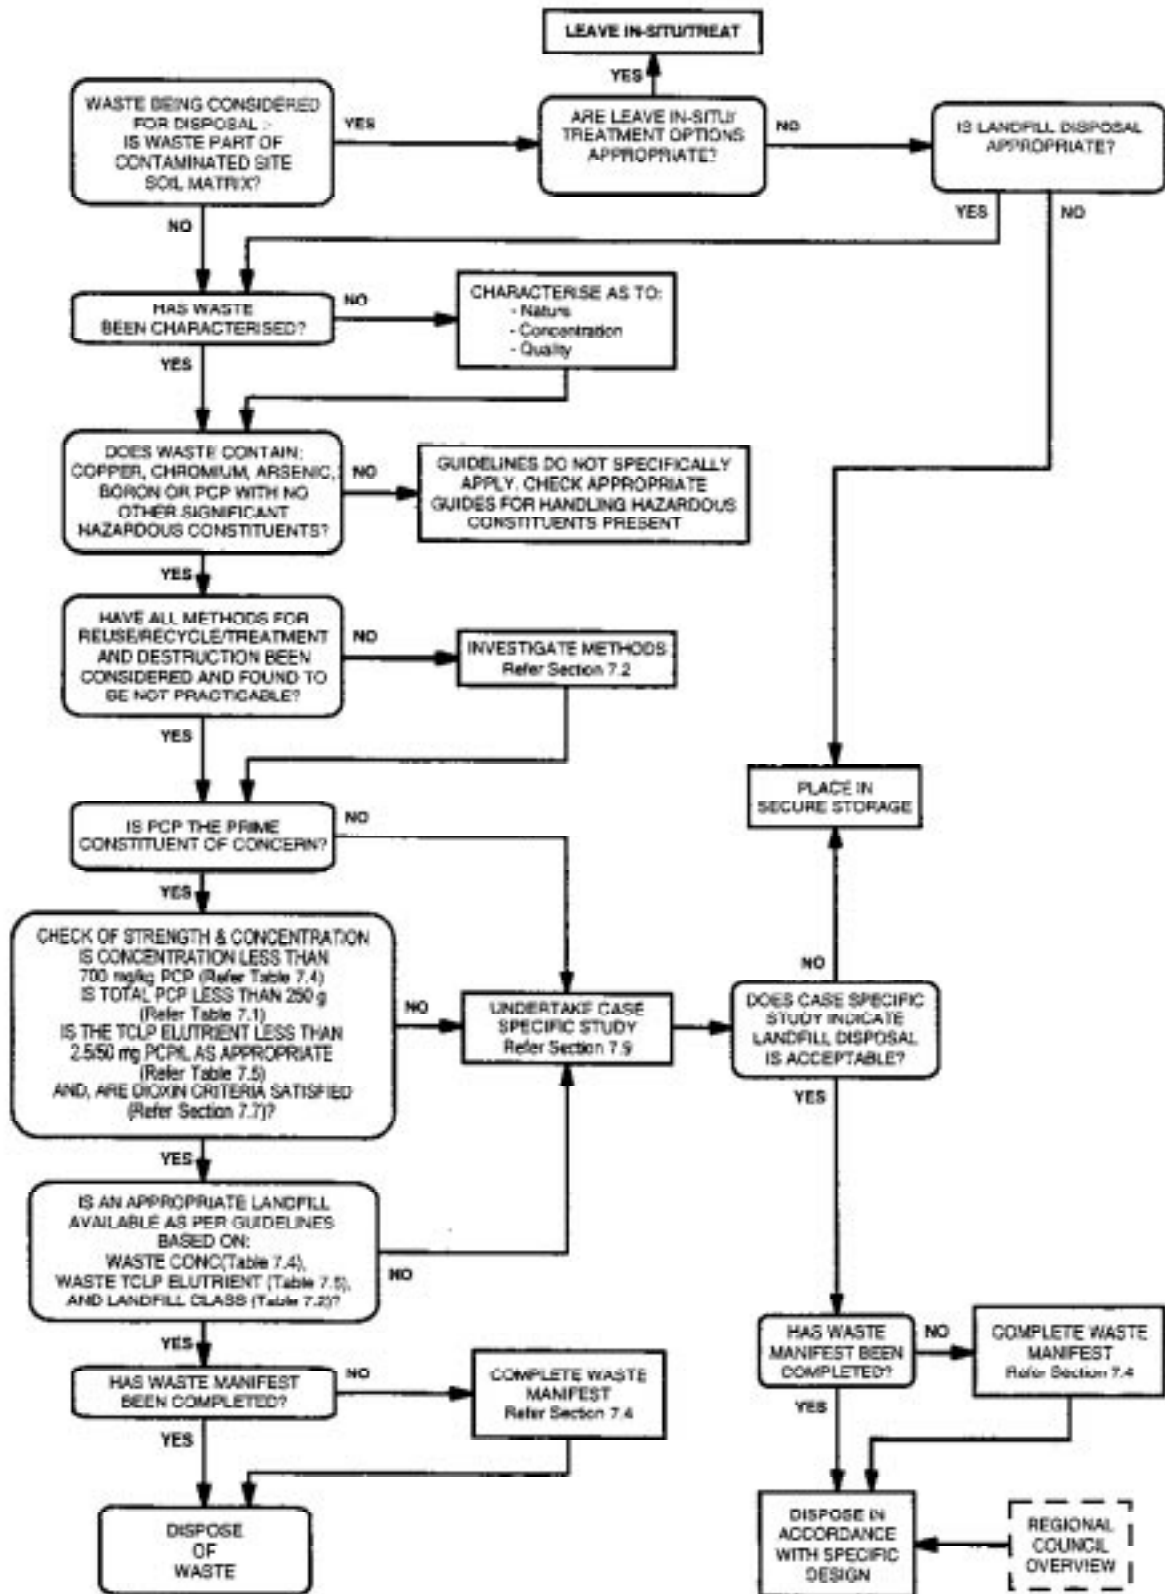 LEAVE IN-SITU/TREAT
YES
WASTE BEING CONSIDERED
FOR DISPOSAL :-
IS WASTE PART OF
CONTAMINATED SITE
SOIL MATRIX?
YES
ARE LEAVE IN-SITU/
TREATMENT OPTIONS
APPROPRIATE?
NO
IS LANDFILL DISPOSAL
APPROPRIATE?
YES
NO
NO
HAS WASTE
BEEN CHARACTERISED?
NO
CHARACTERISE AS TO:
- Nature
- Concentration
- Quality
YES
DOES WASTE CONTAIN:
COPPER, CHROMIUM, ARSENIC,
BORON OR PCP WITH NO
OTHER SIGNIFICANT
HAZARDOUS CONSTITUENTS?
NO
GUIDELINES DO NOT SPECIFICALLY
APPLY. CHECK APPROPRIATE
GUIDES FOR HANDLING HAZARDOUS
CONSTITUENTS PRESENT
YES
HAVE ALL METHODS FOR
REUSE/RECYCLE/TREATMENT
AND DESTRUCTION BEEN
CONSIDERED AND FOUND TO
BE NOT PRACTICABLE?
NO
INVESTIGATE METHODS
Refer Section 7.2
YES
PLACE IN
SECURE STORAGE
IS PCP THE PRIME
CONSTITUENT OF CONCERN?
NO
YES
CHECK OF STRENGTH & CONCENTRATION
IS CONCENTRATION LESS THAN
700 mg/kg PCP (Refer Table 7.4)
IS TOTAL PCP LESS THAN 250 g
(Refer Table 7.1)
IS THE TCLP ELUTRIENT LESS THAN
2.5/50 mg PCP/L AS APPROPRIATE
(Refer Table 7.5)
AND, ARE DIOXIN CRITERIA SATISFIED
(Refer Section 7.7)?
NO
UNDERTAKE CASE
SPECIFIC STUDY
Refer Section 7.9
NO
DOES CASE SPECIFIC
STUDY INDICATE
LANDFILL DISPOSAL
IS ACCEPTABLE?
YES
YES
IS AN APPROPRIATE LANDFILL
AVAILABLE AS PER GUIDELINES
BASED ON:
WASTE CONC(Table 7.4),
WASTE TCLP ELUTRIENT (Table 7.5),
AND LANDFILL CLASS (Table 7.2)?
NO
YES
HAS WASTE MANIFEST
BEEN COMPLETED?
NO
COMPLETE WASTE
MANIFEST
Refer Section 7.4
YES
DISPOSE
OF
WASTE
HAS WASTE
MANIFEST BEEN
COMPLETED?
NO
COMPLETE WASTE
MANIFEST
Refer Section 7.4
YES
DISPOSE IN
ACCORDANCE
WITH SPECIFIC
DESIGN
REGIONAL
COUNCIL
OVERVIEW